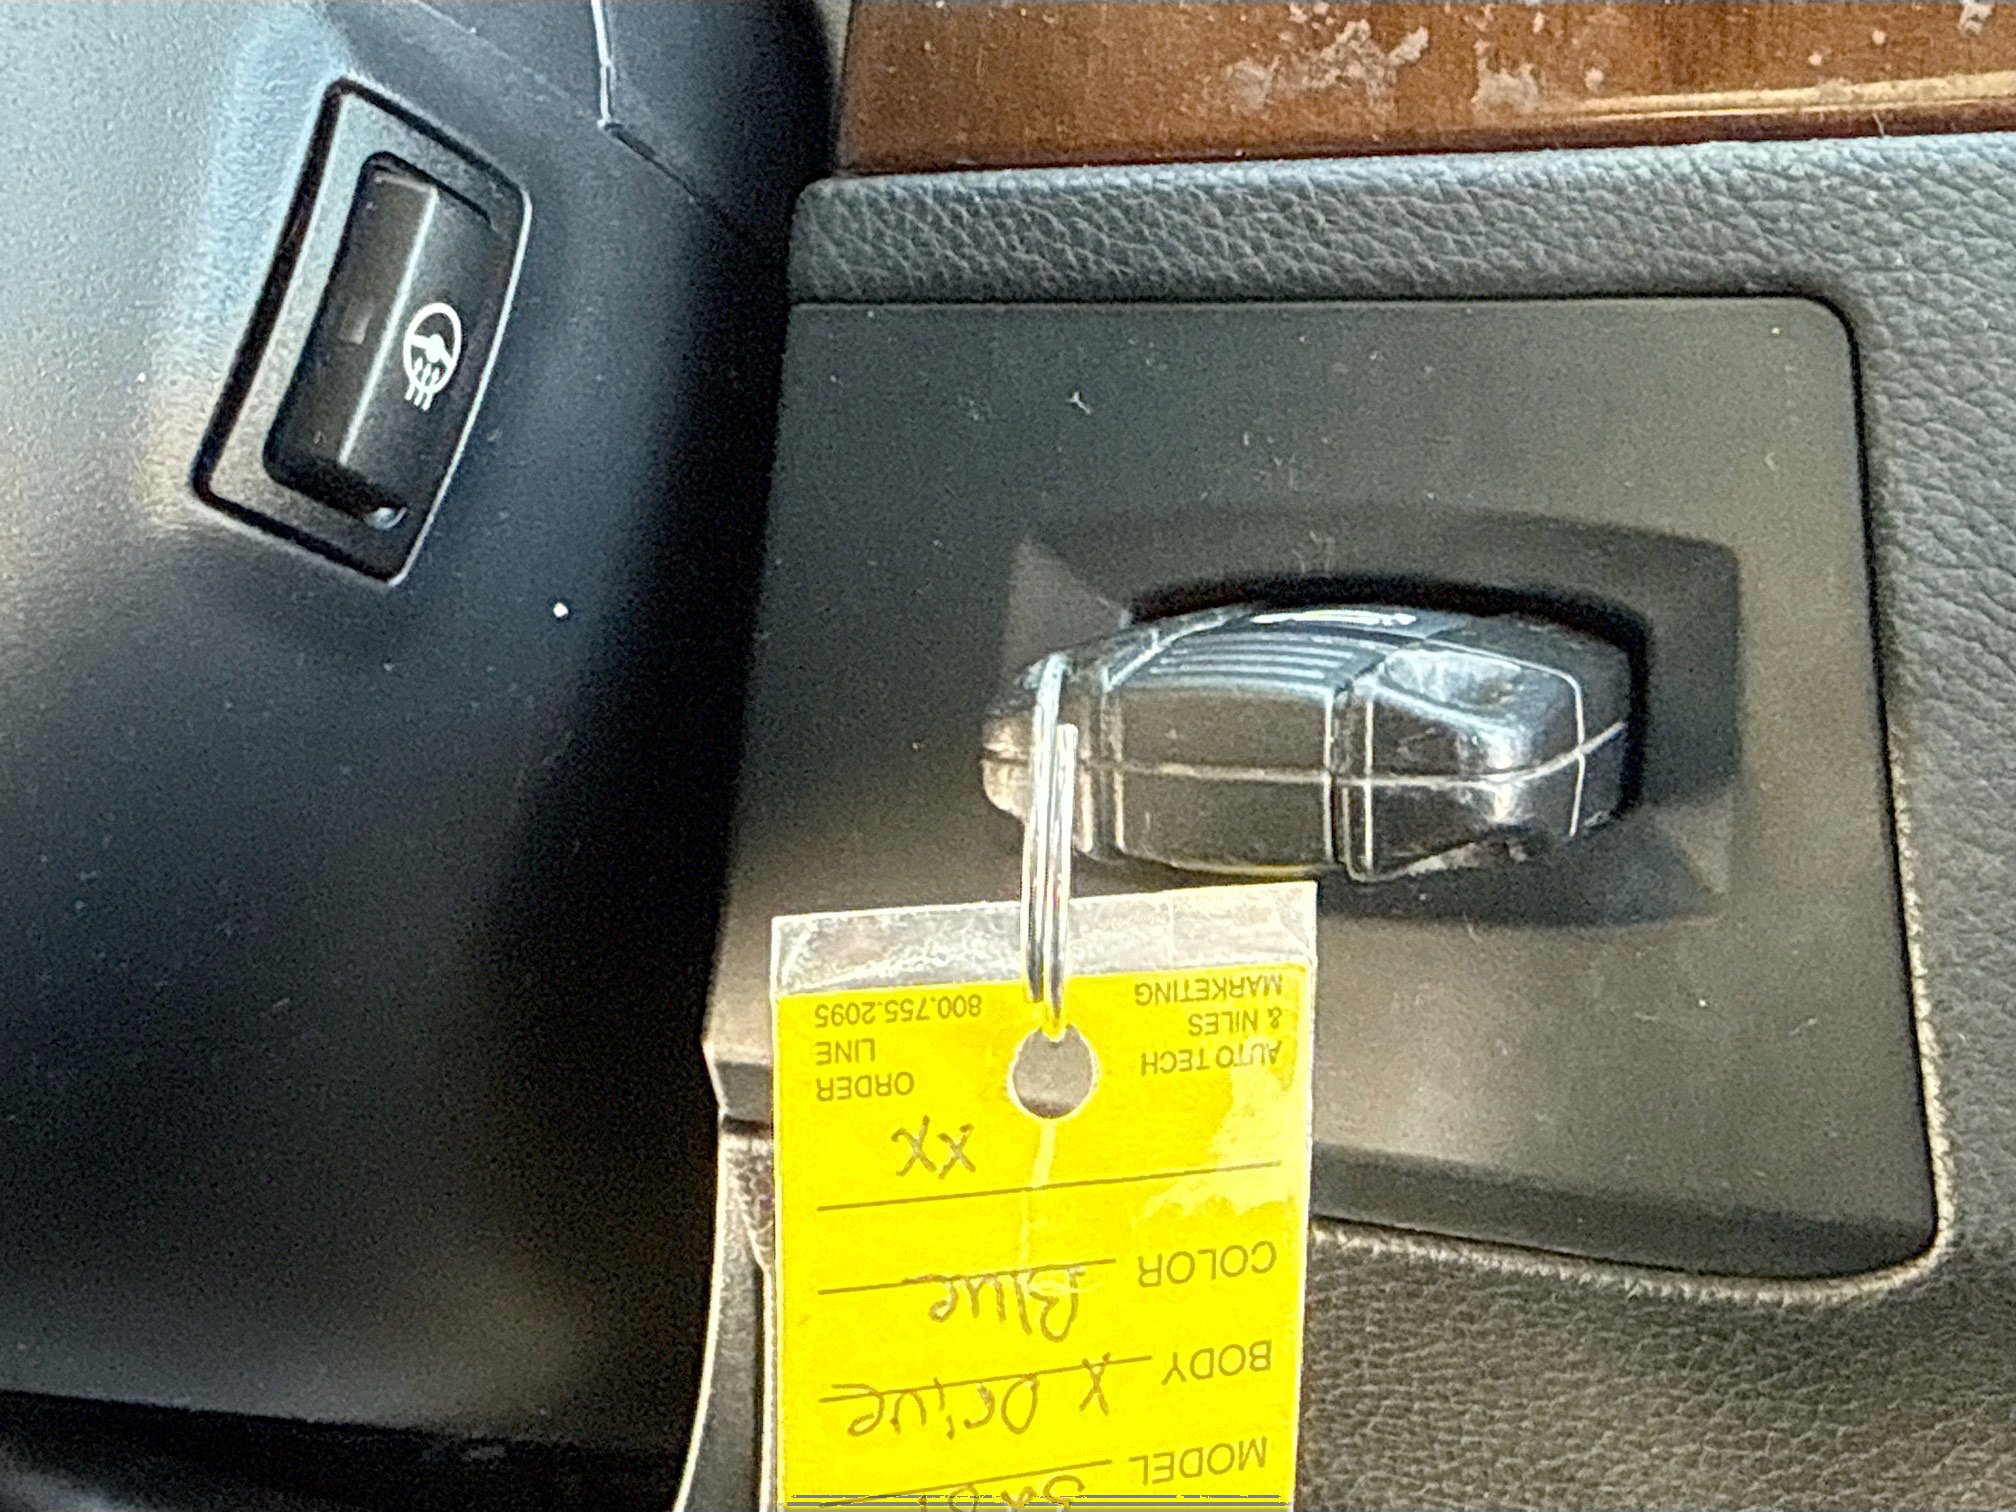 MODEL
BODY X Drive
COLOR Blue
XX
AUTO TECH
& NILES
MARKETING
ORDER
LINE
800.755.2095